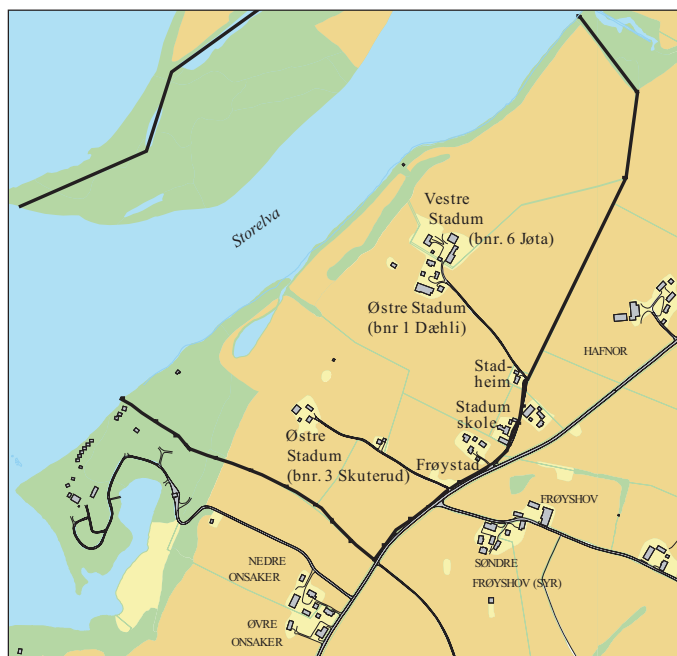 Vestre
Stadum
(bnr. 6 Jøta)
Storelva
Østre Stadum
(bnr 1 Dæhli)
HAFNOR
Stad-
heim
Stadum
skole
Østre
Stadum
(bnr. 3 Skuterud)
Frøystad
FRØYSHOV
SØNDRE
FRØYSHOV (SYR)
NEDRE
ONSAKER
ØVRE
ONSAKER